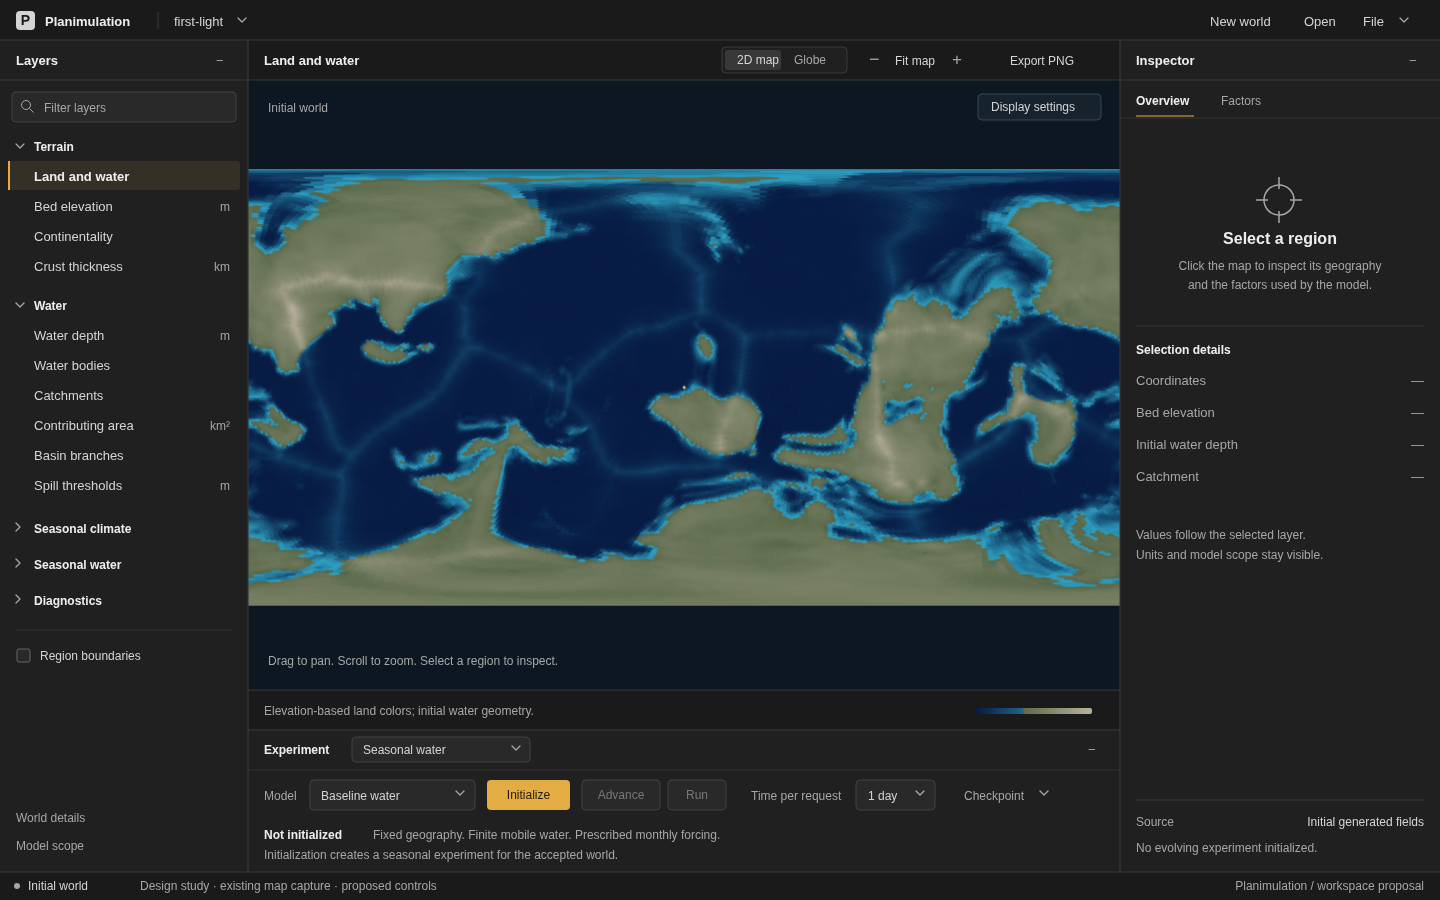 P Planimulation first-light New world Open File
Layers –
Land and water 2D map Globe − Fit map + Export PNG
Inspector –
Filter layers
Terrain
Land and water
Bed elevation m
Continentality
Crust thickness km
Water
Water depth m
Water bodies
Catchments
Contributing area km²
Basin branches
Spill thresholds m
Seasonal climate
Seasonal water
Diagnostics
Region boundaries
World details
Model scope
Initial world Display settings
Drag to pan. Scroll to zoom. Select a region to inspect.
Elevation-based land colors; initial water geometry.
Experiment Seasonal water –
Model Baseline water Initialize Advance Run Time per request 1 day Checkpoint
Not initialized Fixed geography. Finite mobile water. Prescribed monthly forcing.
Initialization creates a seasonal experiment for the accepted world.
Overview Factors
Select a region
Click the map to inspect its geography
and the factors used by the model.
Selection details
Coordinates —
Bed elevation —
Initial water depth —
Catchment —
Values follow the selected layer.
Units and model scope stay visible.
Source Initial generated fields
No evolving experiment initialized.
Initial world Design study · existing map capture · proposed controls Planimulation / workspace proposal